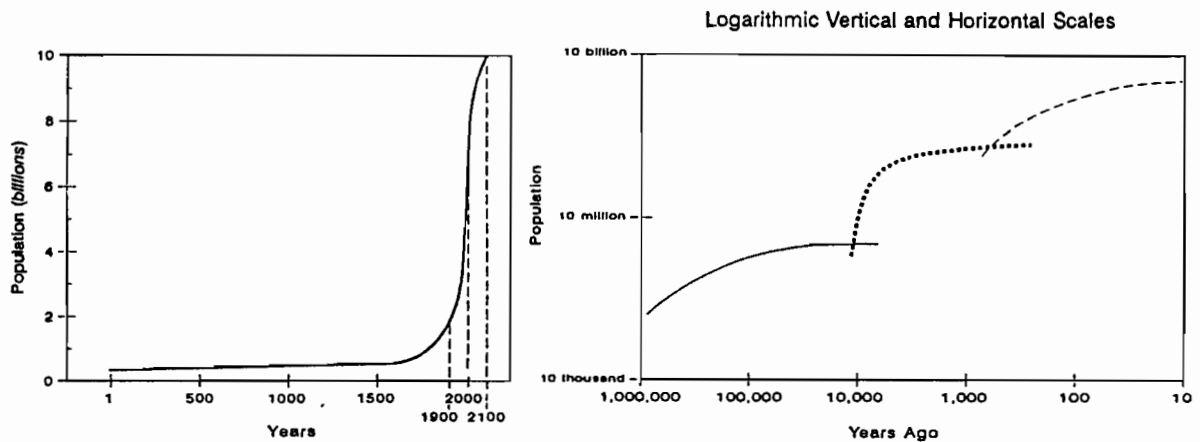 Logarithmic Vertical and Horizontal Scales
10
8
6
4
2
0
Population (billions)
1 500 1000 1500 2000
1900 2100
Years
10 billion
10 million
10 thousand
Population
1,000,000 100,000 10,000 1,000 100 10
Years Ago